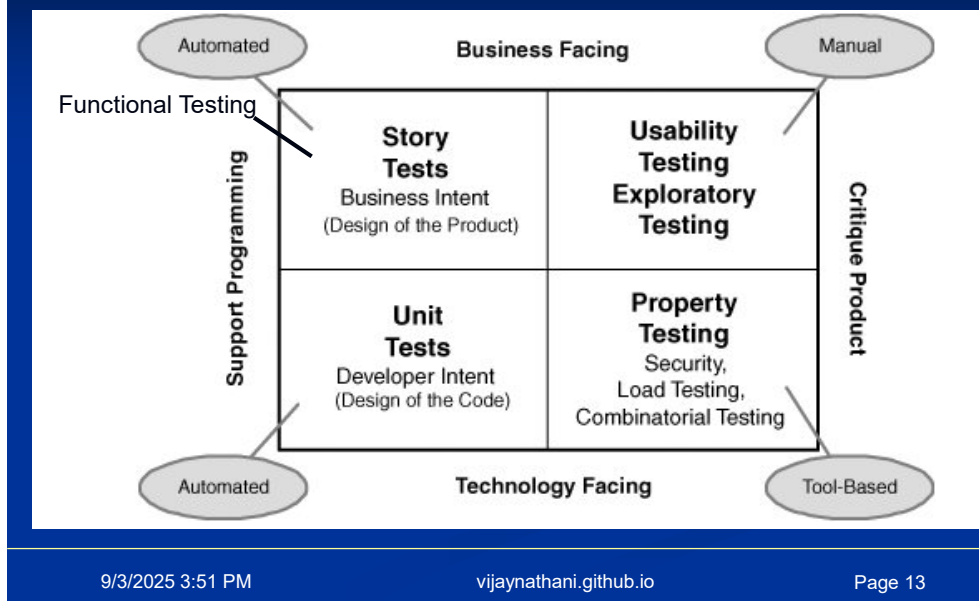 Automated
Business Facing
Manual
Functional Testing
Story
Tests
Business Intent
(Design of the Product)
Usability
Testing
Exploratory
Testing
Support Programming
Critique Product
Unit
Tests
Developer Intent
(Design of the Code)
Property
Testing
Security,
Load Testing,
Combinatorial Testing
Automated
Technology Facing
Tool-Based
9/3/2025 3:51 PM
vijaynathani.github.io
Page 13